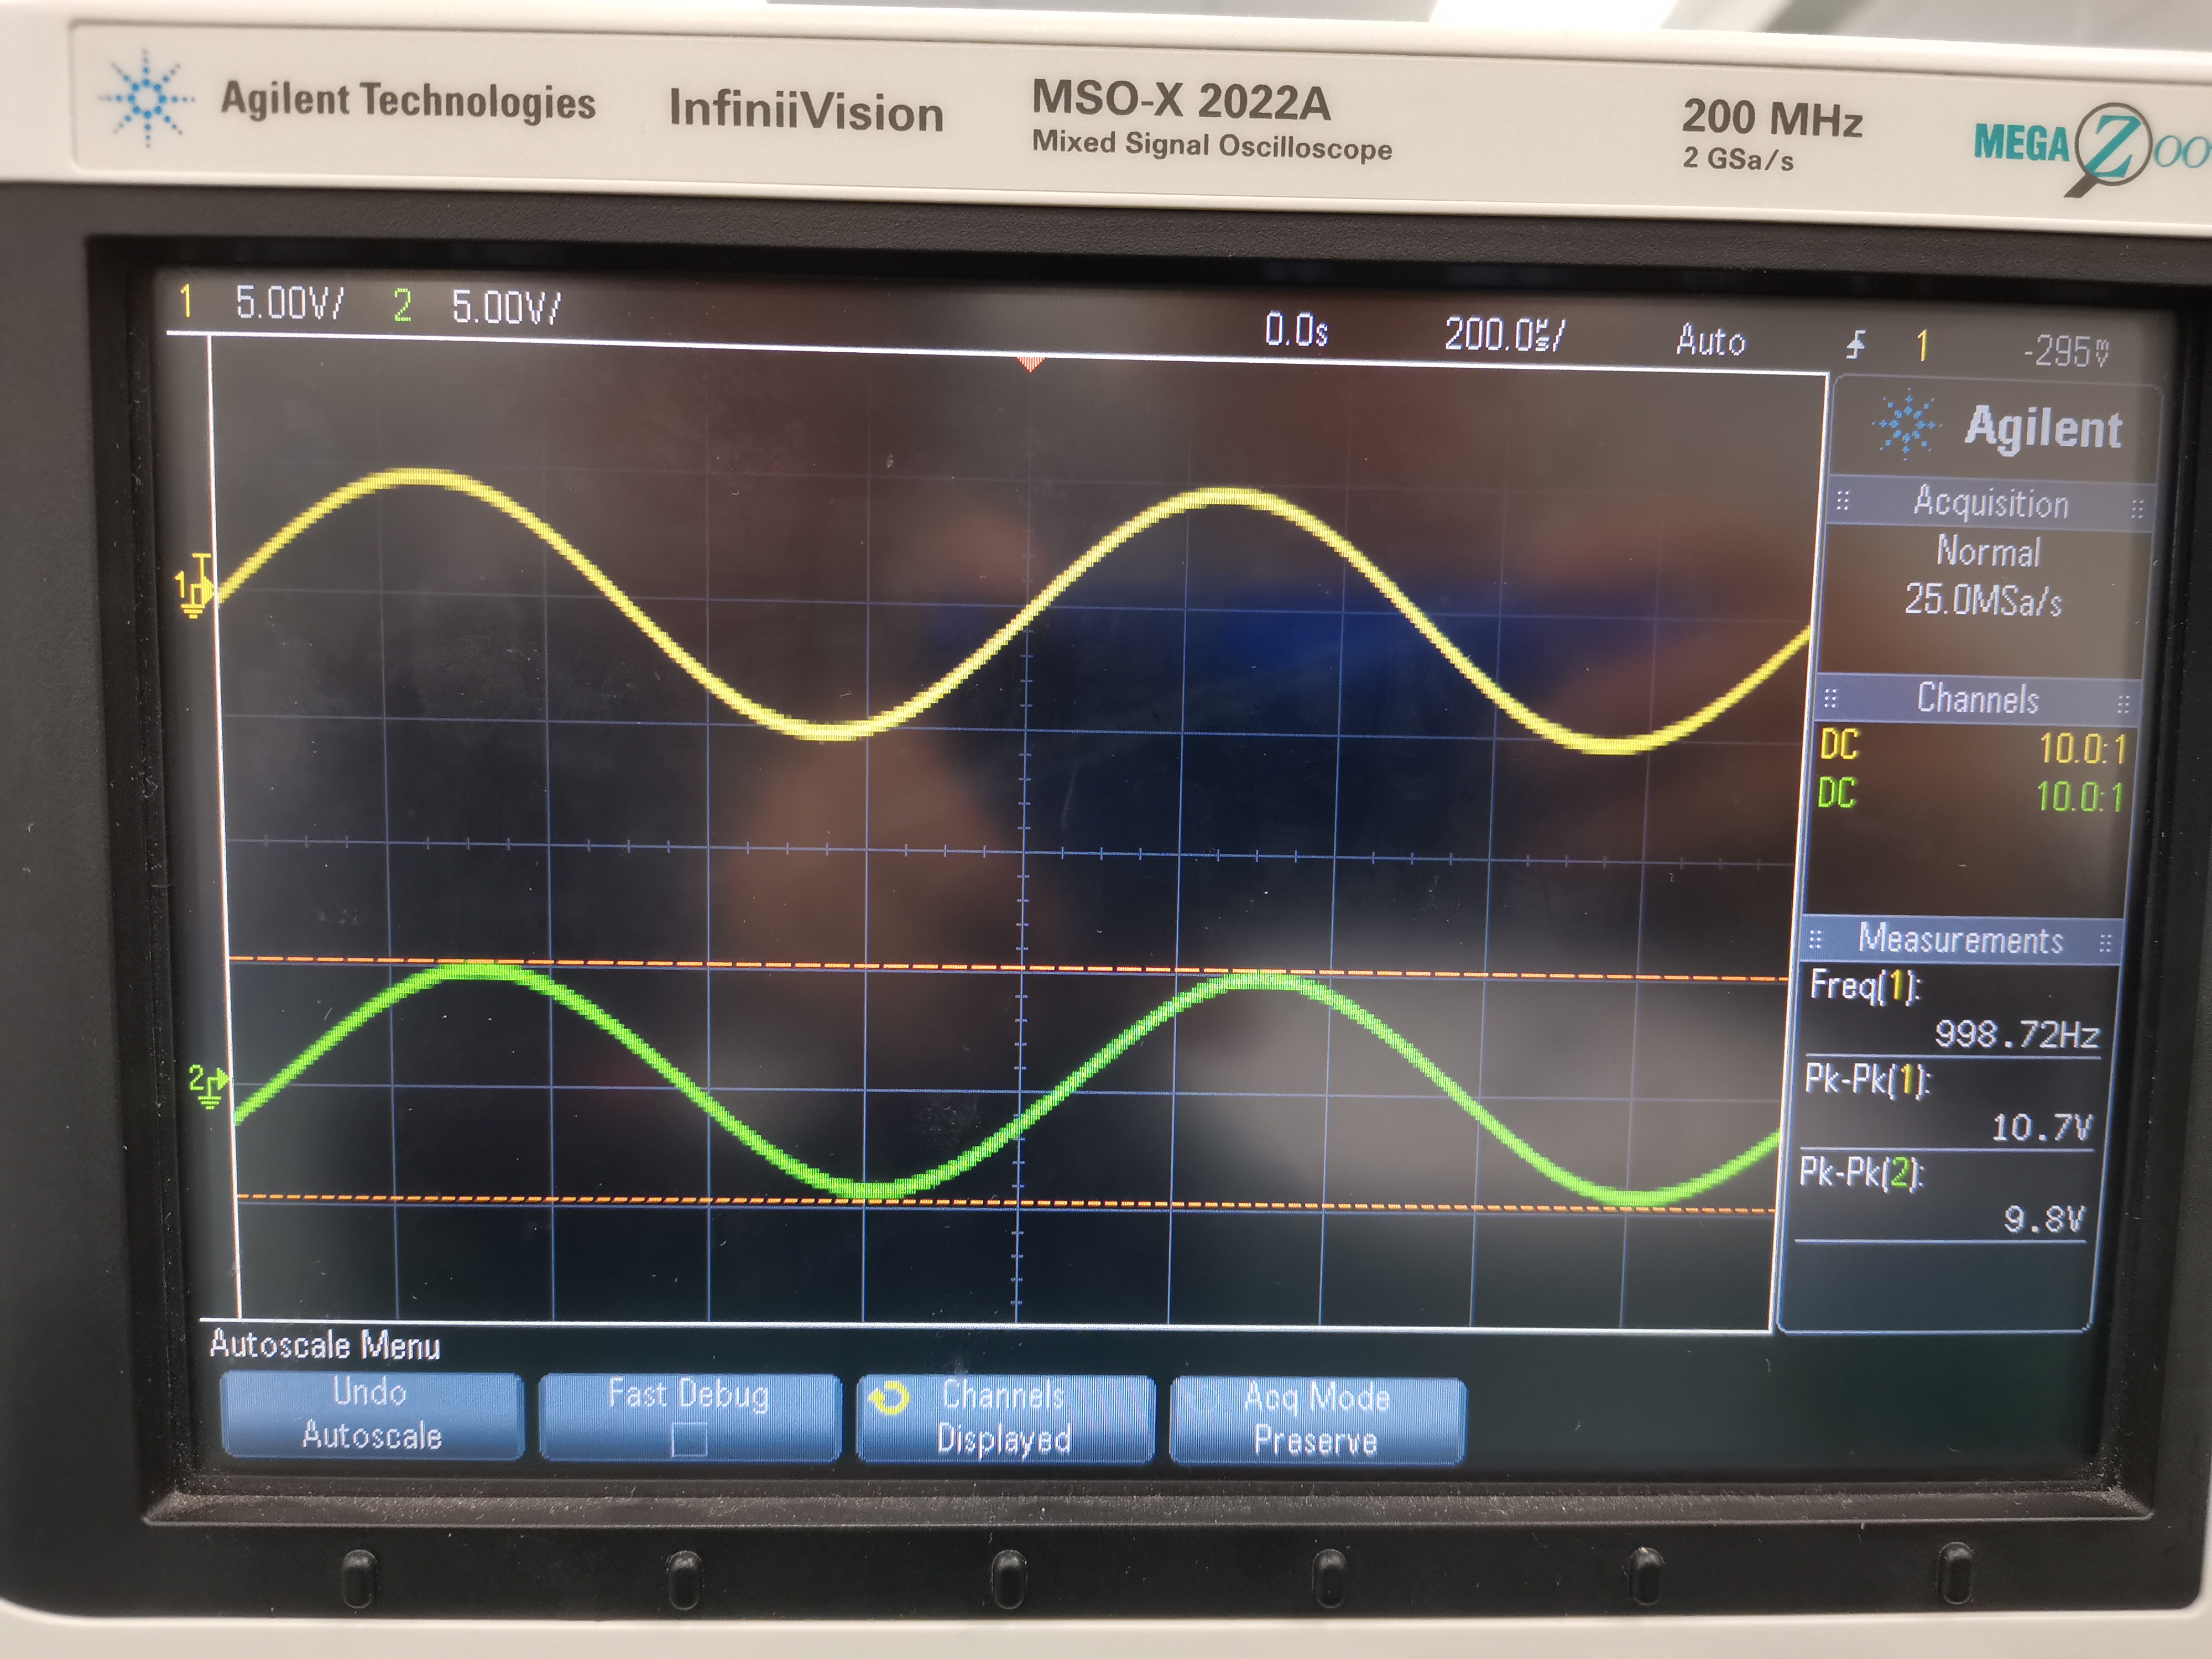 Agilent Technologies InfiniiVision MSO-X 2022A 200 MHz MEGA Zoo
Mixed Signal Oscilloscope 2 GSa/s
1 5.00V/ 2 5.00V/ 0.0s 200.0µs/ Auto 1 -295mV
Agilent
Acquisition
Normal
25.0MSa/s
Channels
DC 10.0:1
DC 10.0:1
Measurements
Freq(1):
998.72Hz
Pk-Pk(1):
10.7V
Pk-Pk(2):
9.8V
T
1
2
Autoscale Menu
Undo
Autoscale
Fast Debug
Channels
Displayed
Acq Mode
Preserve